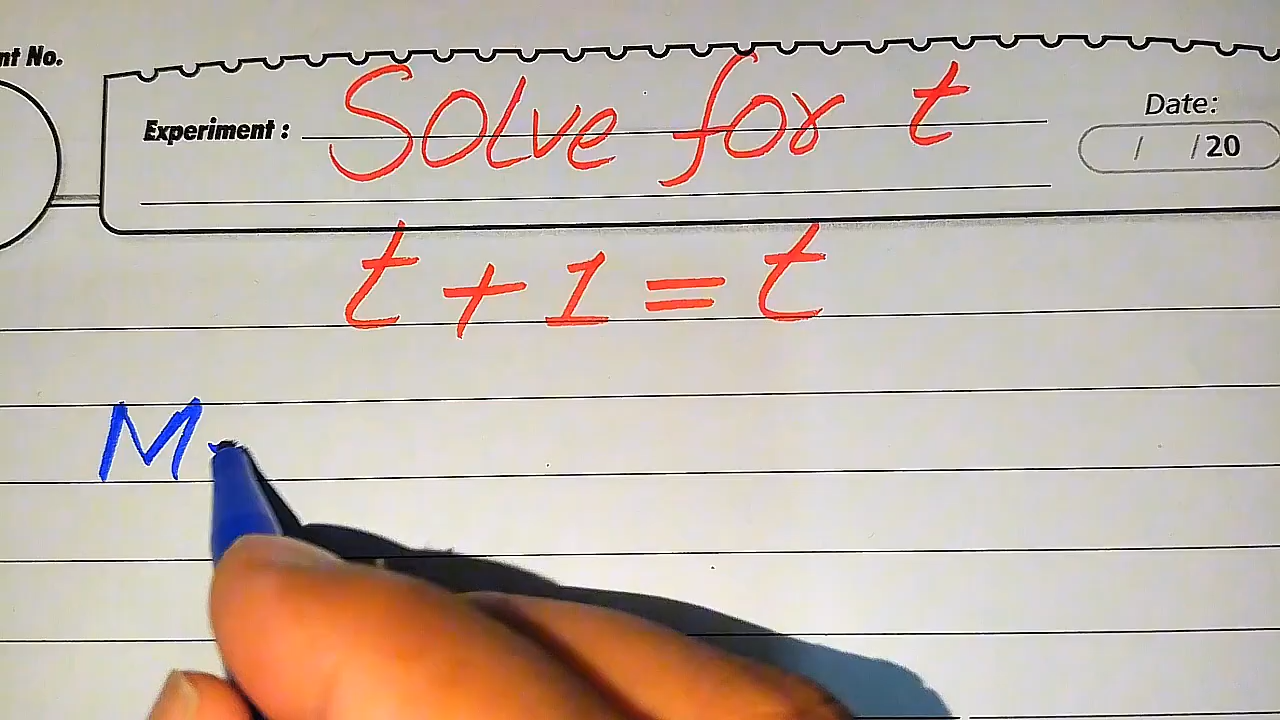 nt No.
Experiment : Solve for t
Date:
/ /20
t + 1 = t
M